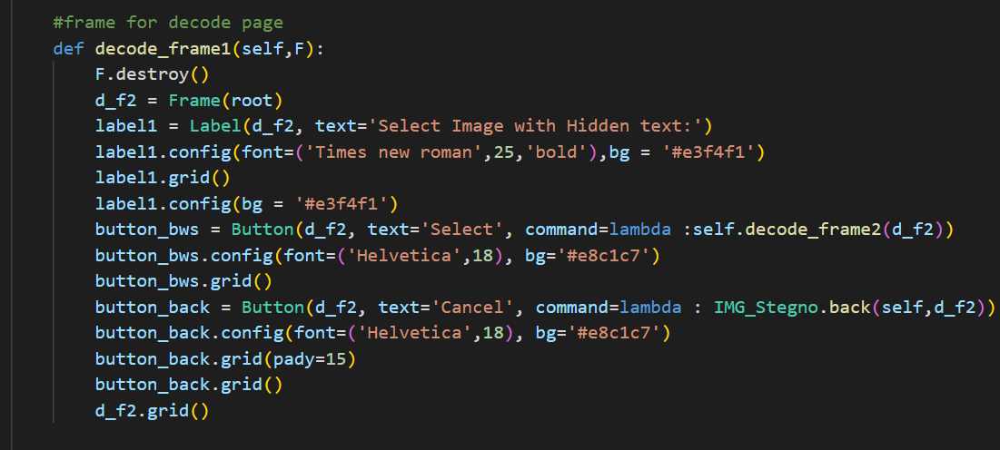 #frame for decode page
def decode_frame1(self,F):
    F.destroy()
    d_f2 = Frame(root)
    label1 = Label(d_f2, text='Select Image with Hidden text:')
    label1.config(font=('Times new roman',25,'bold'),bg = '#e3f4f1')
    label1.grid()
    label1.config(bg = '#e3f4f1')
    button_bws = Button(d_f2, text='Select', command=lambda :self.decode_frame2(d_f2))
    button_bws.config(font=('Helvetica',18), bg='#e8c1c7')
    button_bws.grid()
    button_back = Button(d_f2, text='Cancel', command=lambda : IMG_Stegno.back(self,d_f2))
    button_back.config(font=('Helvetica',18), bg='#e8c1c7')
    button_back.grid(pady=15)
    button_back.grid()
    d_f2.grid()